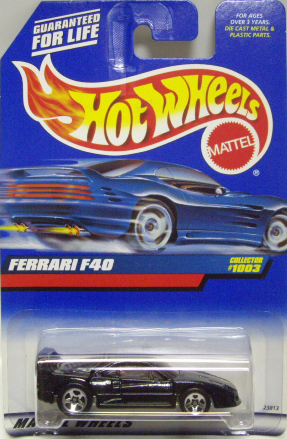 GUARANTEED
FOR LIFE
FOR AGES
OVER 3 YEARS.
DIE CAST METAL &
PLASTIC PARTS.
HOT WHEELS
MATTEL
®
FERRARI F40
COLLECTOR
#1003
23813
WHEELS